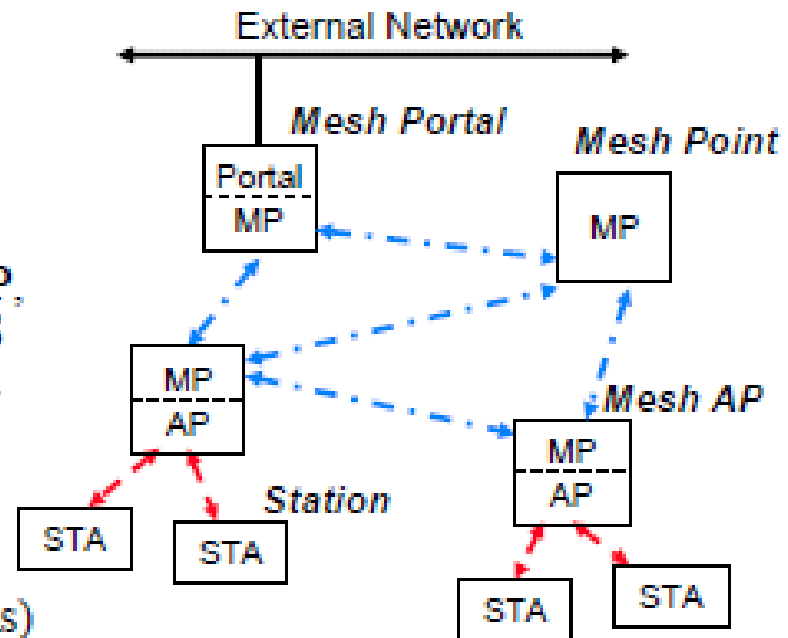 External Network
Mesh Portal
Mesh Point
Portal
MP
MP
MP
AP
Mesh AP
MP
AP
Station
STA
STA
STA
STA
s)